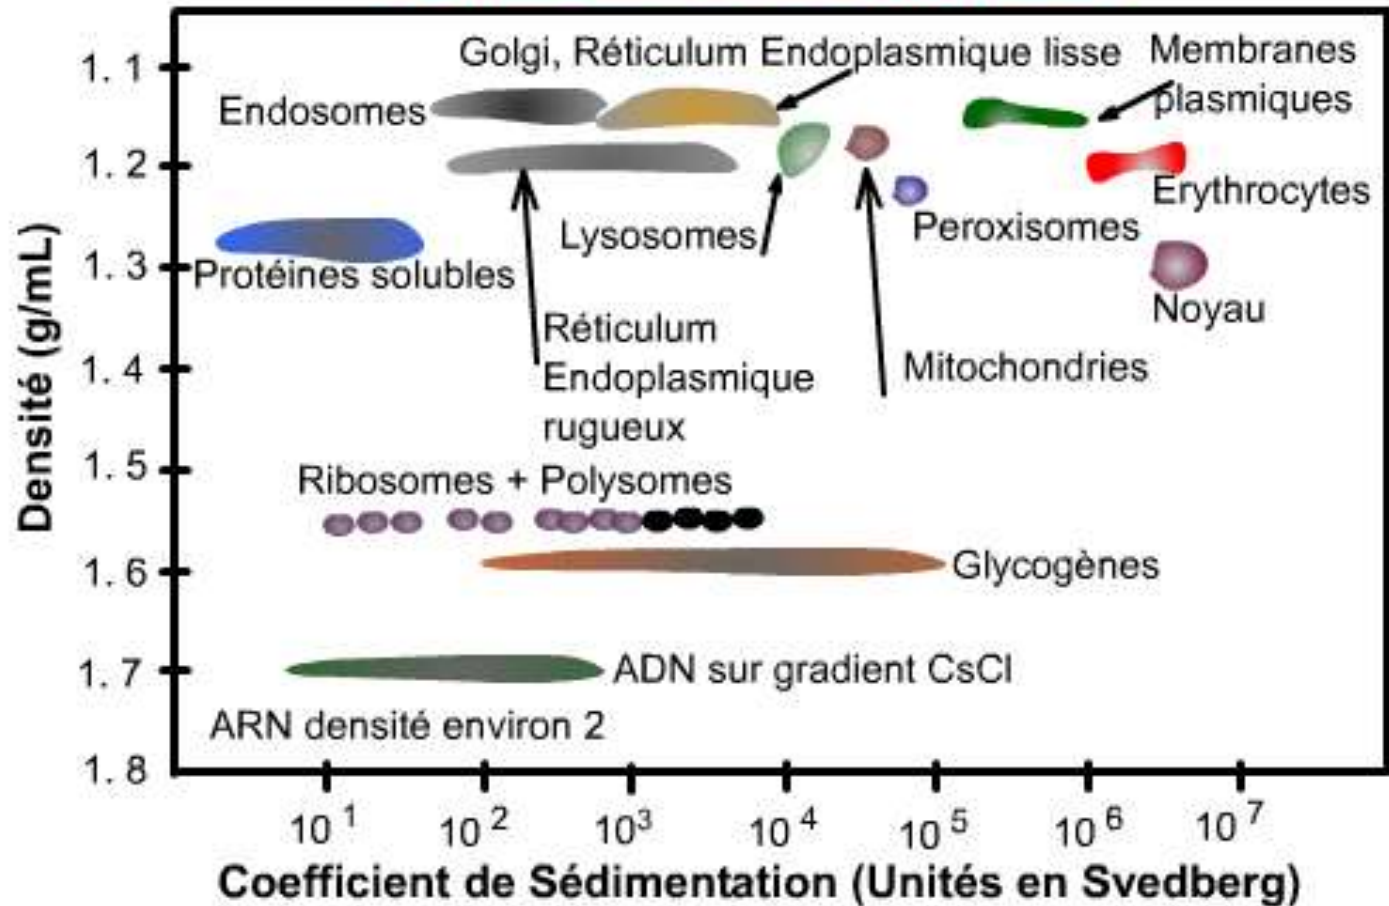 Golgi, Réticulum Endoplasmique lisse
Membranes
plasmiques
1.1
Endosomes
1.2
Erythrocytes
Lysosomes
Peroxisomes
1.3
Protéines solubles
Noyau
Réticulum
Endoplasmique
rugueux
1.4
Mitochondries
1.5
Ribosomes + Polysomes
1.6
Glycogènes
1.7
ADN sur gradient CsCl
ARN densité environ 2
1.8
Densité (g/mL)
10 1 10 2 10 3 10 4 10 5 10 6 10 7
Coefficient de Sédimentation (Unités en Svedberg)